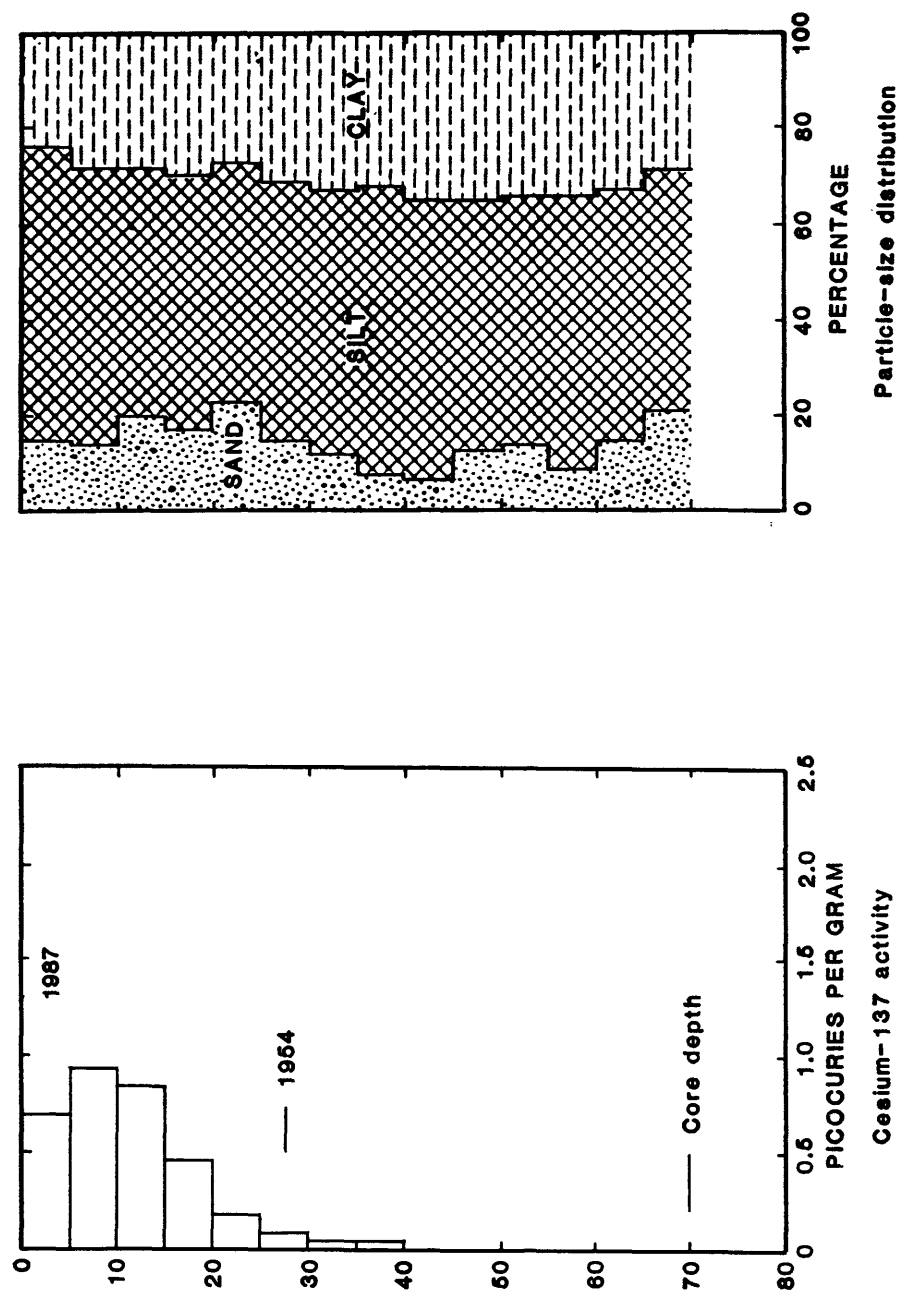 0
10
20
30
40
50
60
70
80
1987
1954
Core depth
0
0.5
1.0
1.5
2.0
2.5
PICOCURIES PER GRAM
Cesium-137 activity
SAND
SILT
CLAY
0
20
40
60
80
100
PERCENTAGE
Particle-size distribution